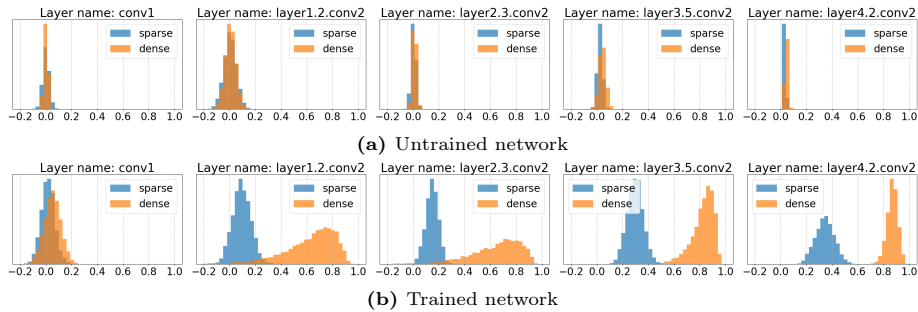 Layer name: conv1 Layer name: layer1.2.conv2 Layer name: layer2.3.conv2 Layer name: layer3.5.conv2 Layer name: layer4.2.conv2
sparse sparse sparse sparse sparse
dense dense dense dense dense
−0.2 0.0 0.2 0.4 0.6 0.8 1.0 −0.2 0.0 0.2 0.4 0.6 0.8 1.0 −0.2 0.0 0.2 0.4 0.6 0.8 1.0 −0.2 0.0 0.2 0.4 0.6 0.8 1.0 −0.2 0.0 0.2 0.4 0.6 0.8 1.0
(a) Untrained network
Layer name: conv1 Layer name: layer1.2.conv2 Layer name: layer2.3.conv2 Layer name: layer3.5.conv2 Layer name: layer4.2.conv2
sparse sparse sparse sparse sparse
dense dense dense dense dense
−0.2 0.0 0.2 0.4 0.6 0.8 1.0 −0.2 0.0 0.2 0.4 0.6 0.8 1.0 −0.2 0.0 0.2 0.4 0.6 0.8 1.0 −0.2 0.0 0.2 0.4 0.6 0.8 1.0 −0.2 0.0 0.2 0.4 0.6 0.8 1.0
(b) Trained network